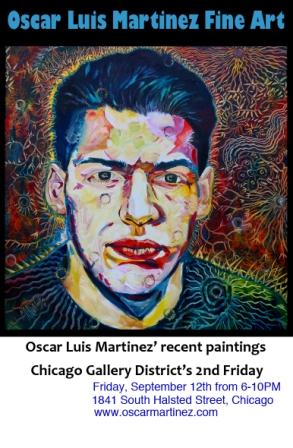 Oscar Luis Martinez Fine Art
Oscar Luis Martinez' recent paintings
Chicago Gallery District's 2nd Friday
Friday, September 12th from 6-10PM
1841 South Halsted Street, Chicago
www.oscarmartinez.com